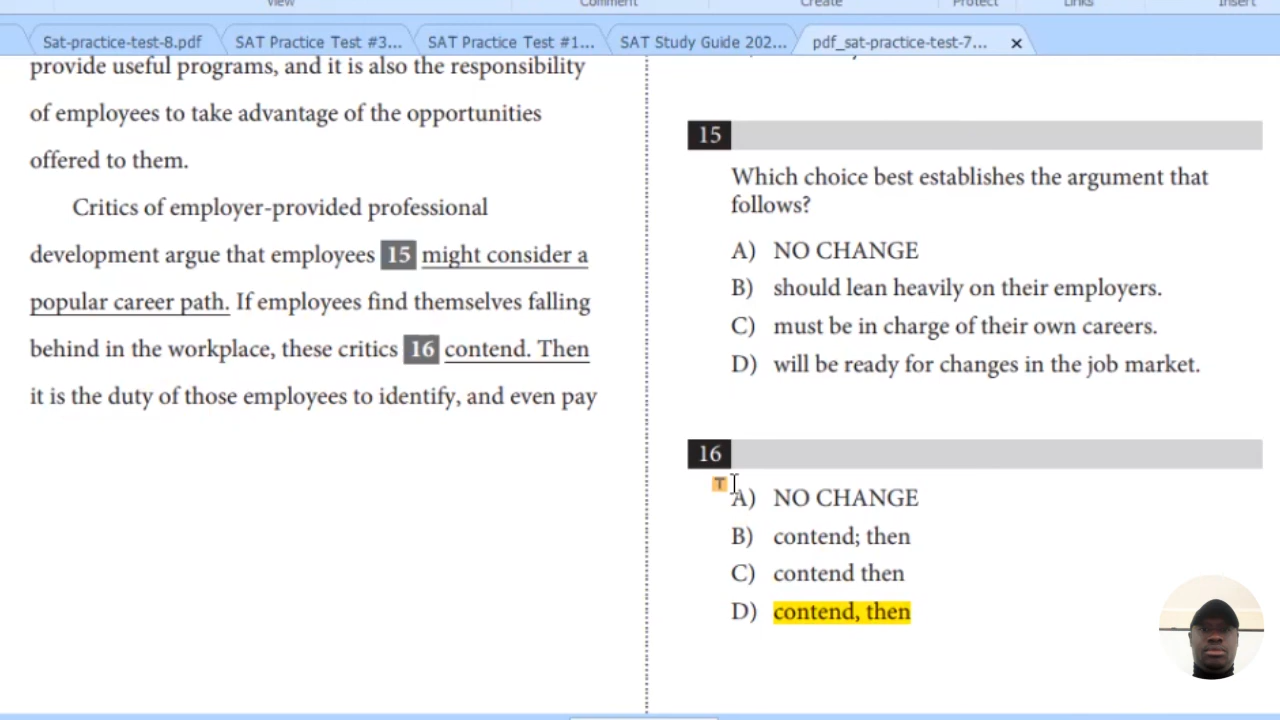 View
Comment
Create
Protect
Links
Insert
Sat-practice-test-8.pdf
SAT Practice Test #3...
SAT Practice Test #1...
SAT Study Guide 202...
pdf_sat-practice-test-7...
provide useful programs, and it is also the responsibility
of employees to take advantage of the opportunities
offered to them.
Critics of employer-provided professional
development argue that employees 15 might consider a
popular career path. If employees find themselves falling
behind in the workplace, these critics 16 contend. Then
it is the duty of those employees to identify, and even pay
15
Which choice best establishes the argument that
follows?
A) NO CHANGE
B) should lean heavily on their employers.
C) must be in charge of their own careers.
D) will be ready for changes in the job market.
16
T
A) NO CHANGE
B) contend; then
C) contend then
D) contend, then